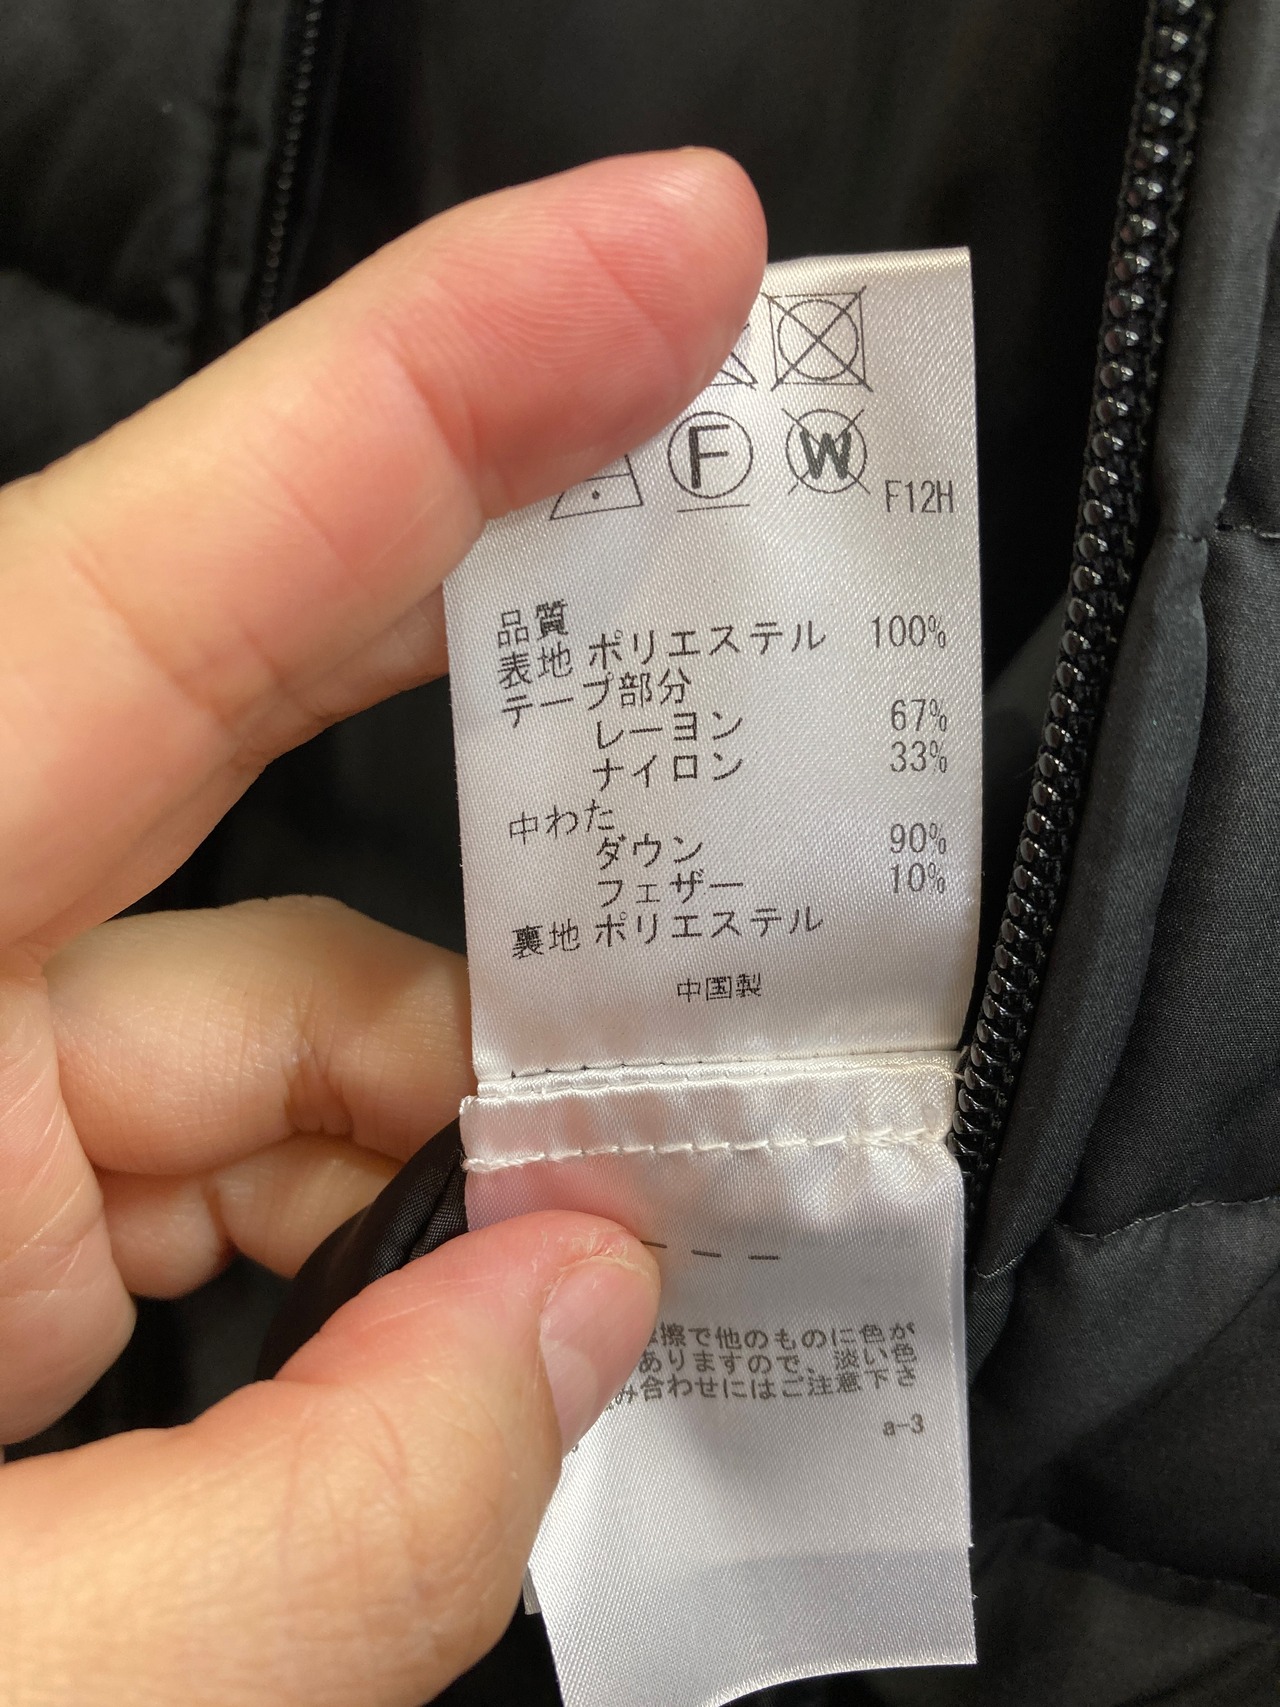 F W F12H
品質
表地 ポリエステル 100%
テープ部分
レーヨン 67%
ナイロン 33%
中わた
ダウン 90%
フェザー 10%
裏地 ポリエステル
中国製
擦で他のものに色が
ありますので、淡い色
み合わせにはご注意下さ
a-3